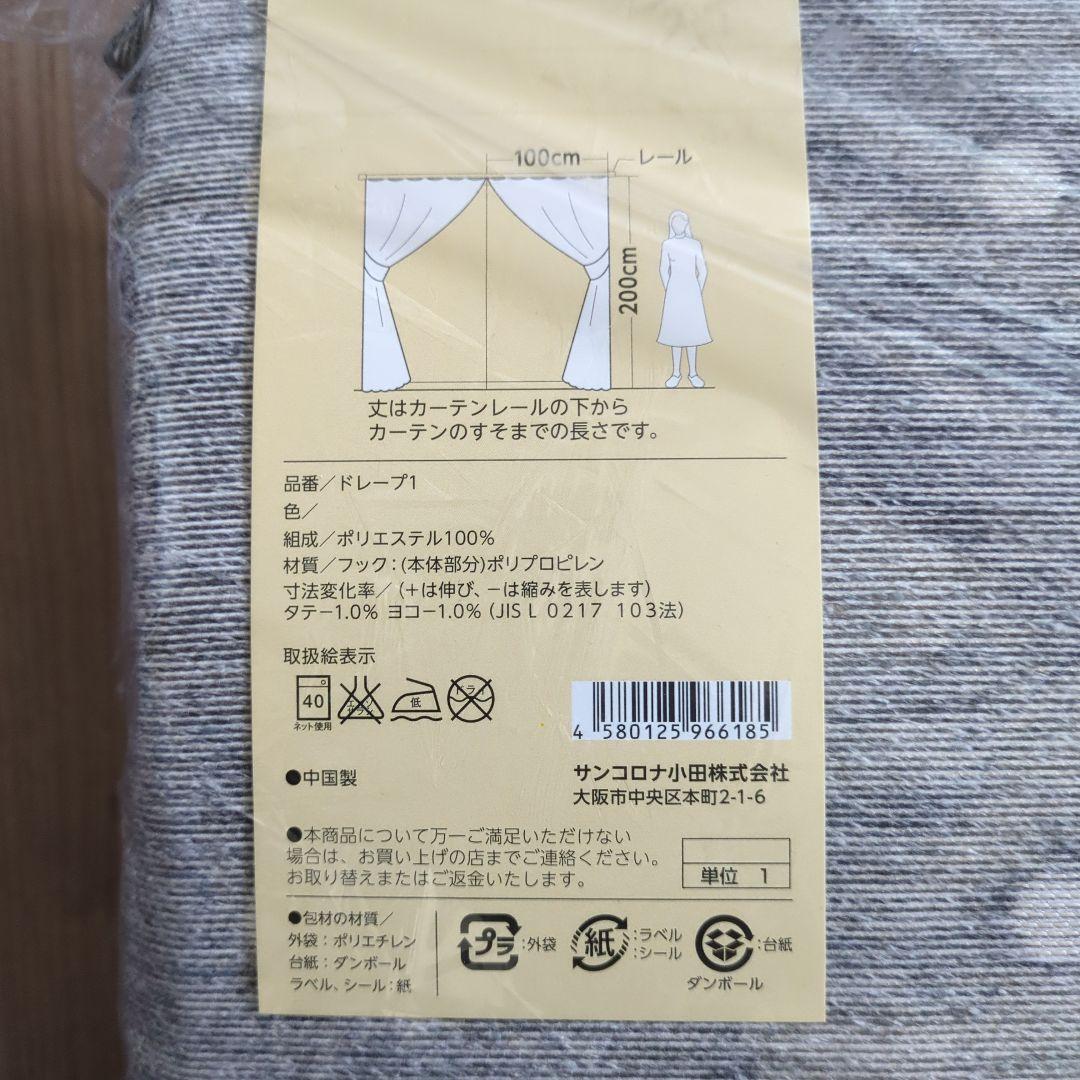 100cm
レール
200cm
丈はカーテンレールの下から
カーテンのすそまでの長さです。
品番／ドレープ1
色／
組成／ポリエステル100%
材質／フック：(本体部分)ポリプロピレン
寸法変化率／（＋は伸び、－は縮みを表します）
タテ－1.0% ヨコ－1.0%（JIS L 0217 103法）
取扱絵表示
40
ネット使用
エンソ
サラシ
低
ドライ
4 580125 966185
●中国製
サンコロナ小田株式会社
大阪市中央区本町2-1-6
●本商品について万一ご満足いただけない
場合は、お買い上げの店までご連絡ください。
お取り替えまたはご返金いたします。
単位 1
●包材の材質／
外袋：ポリエチレン
台紙：ダンボール
ラベル、シール：紙
プラ：外袋
紙：ラベル
：シール
：台紙
ダンボール